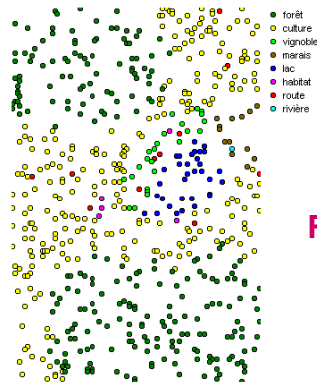 forêt
culture
vignoble
marais
lac
habitat
route
rivière
F